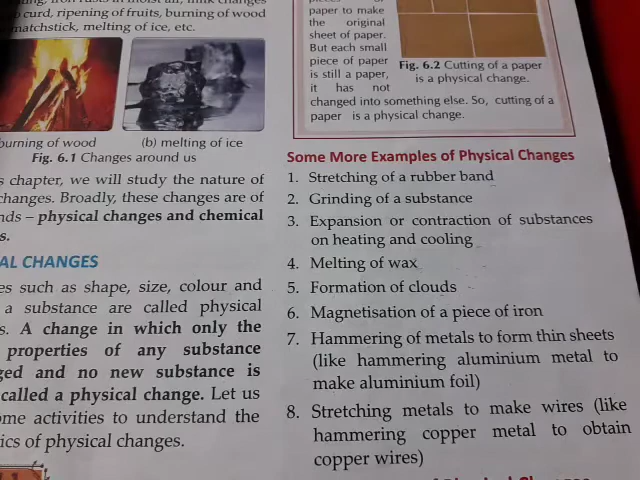 iron rusts in moist air, milk changes
curd, ripening of fruits, burning of wood
matchstick, melting of ice, etc.
burning of wood
(b) melting of ice
Fig. 6.1 Changes around us
chapter, we will study the nature of
changes. Broadly, these changes are of
– physical changes and chemical
CHANGES
such as shape, size, colour and
a substance are called physical
A change in which only the
properties of any substance
and no new substance is
called a physical change. Let us
activities to understand the
of physical changes.
paper to make
the original
sheet of paper.
But each small
piece of paper
is still a paper,
it has not
changed into something else. So, cutting of a
paper is a physical change.
Fig. 6.2 Cutting of a paper
is a physical change.
Some More Examples of Physical Changes
1. Stretching of a rubber band
2. Grinding of a substance
3. Expansion or contraction of substances
on heating and cooling
4. Melting of wax
5. Formation of clouds
6. Magnetisation of a piece of iron
7. Hammering of metals to form thin sheets
(like hammering aluminium metal to
make aluminium foil)
8. Stretching metals to make wires (like
hammering copper metal to obtain
copper wires)